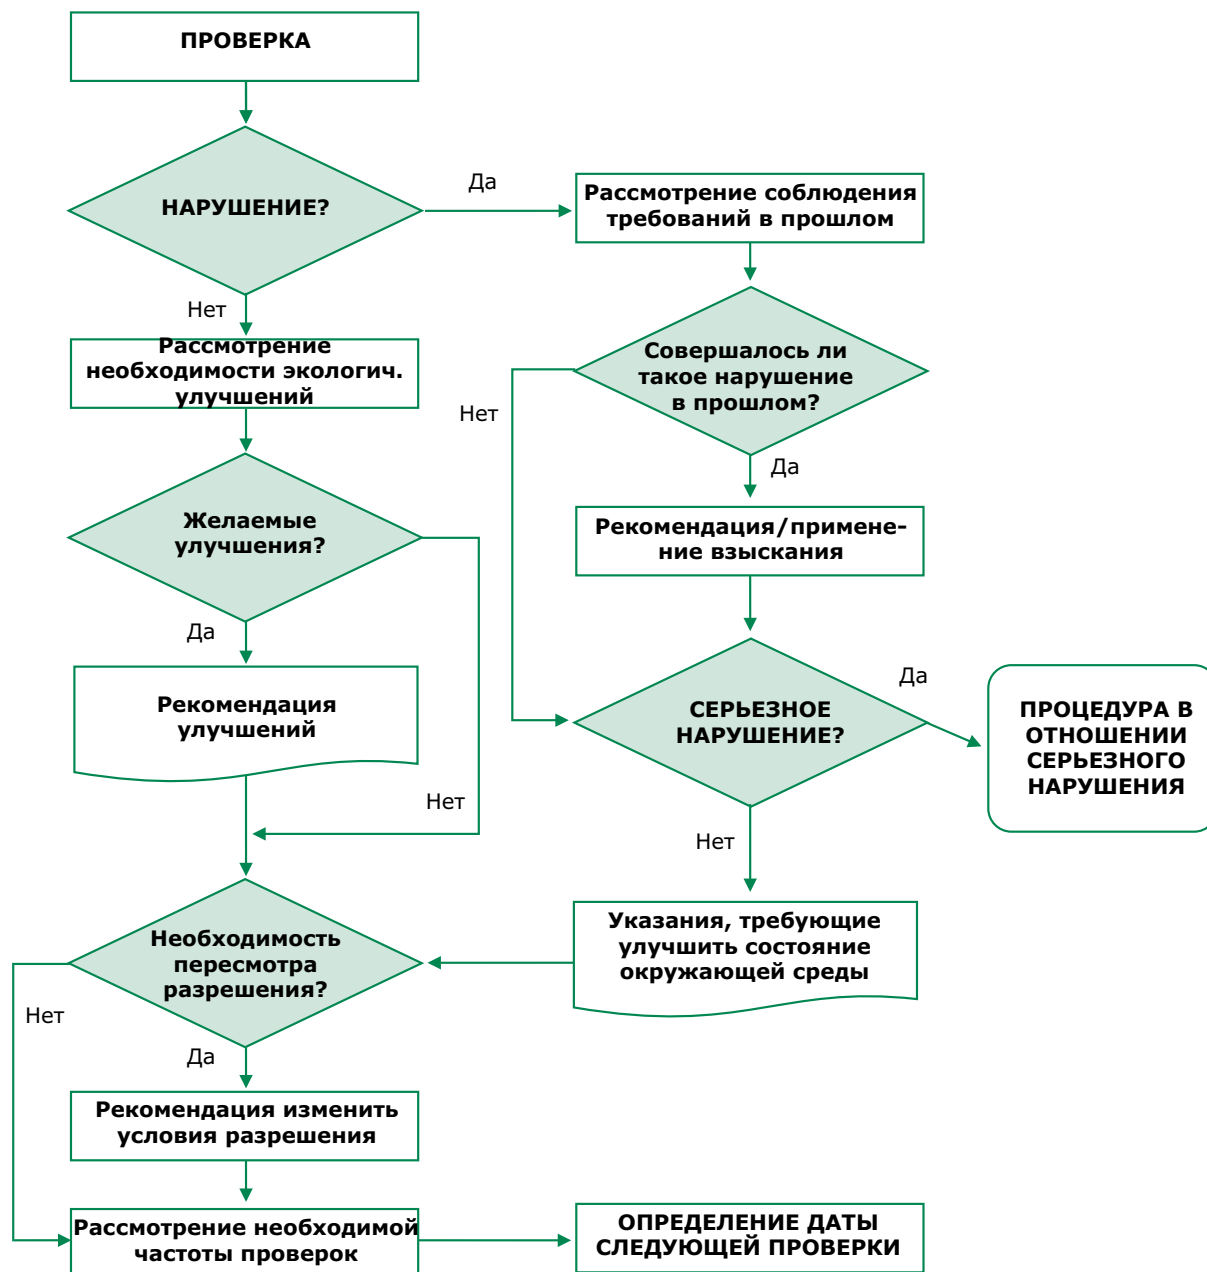 ПРОВЕРКА
НАРУШЕНИЕ?
Да
Рассмотрение соблюдения
требований в прошлом
Нет
Рассмотрение
необходимости экологич.
улучшений
Совершалось ли
такое нарушение
в прошлом?
Нет
Да
Желаемые
улучшения?
Рекомендация/примене-
ение взыскания
Да
Рекомендация
улучшений
СЕРЬЕЗНОЕ
НАРУШЕНИЕ?
Да
ПРОЦЕДУРА В
ОТНОШЕНИИ
СЕРЬЕЗНОГО
НАРУШЕНИЯ
Нет
Нет
Указания, требующие
улучшить состояние
окружающей среды
Необходимость
пересмотра
разрешения?
Нет
Да
Рекомендация изменить
условия разрешения
Рассмотрение необходимой
частоты проверок
ОПРЕДЕЛЕНИЕ ДАТЫ
СЛЕДУЮЩЕЙ ПРОВЕРКИ